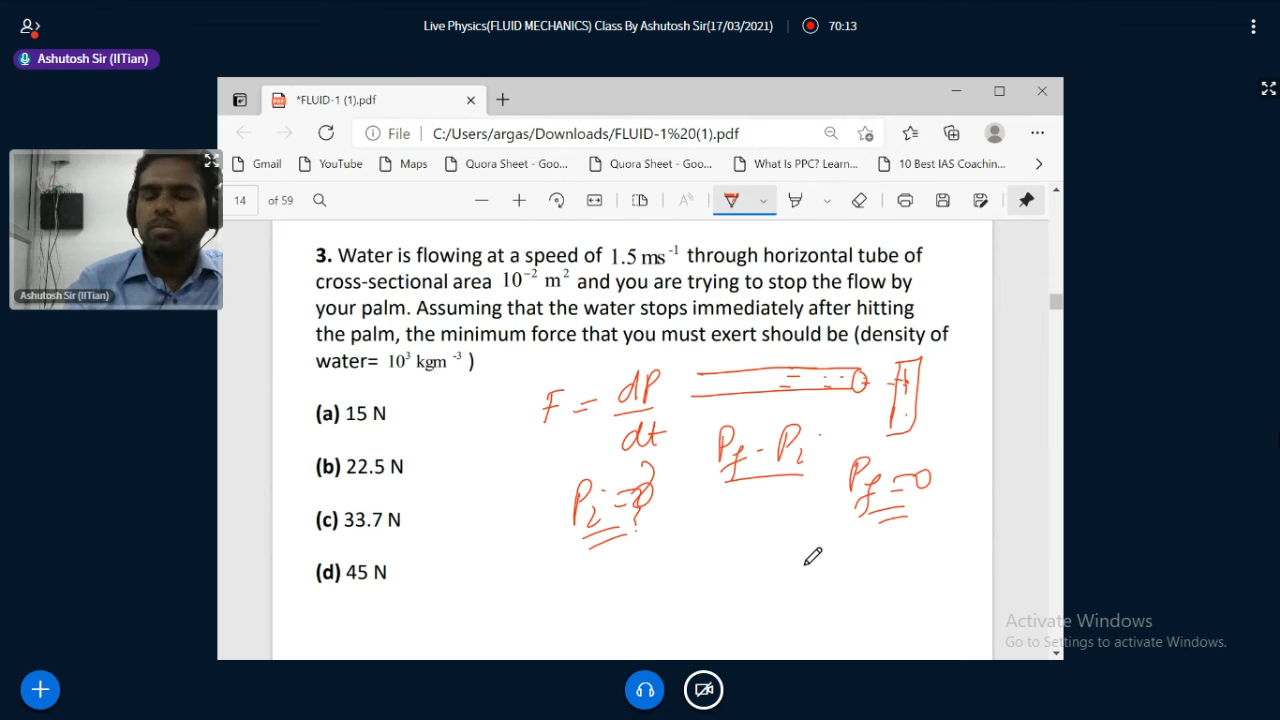 Live Physics(FLUID MECHANICS) Class By Ashutosh Sir(17/03/2021)
70:13
Ashutosh Sir (IITian)
*FLUID-1 (1).pdf
File
C:/Users/argas/Downloads/FLUID-1%20(1).pdf
Gmail
YouTube
Maps
Quora Sheet - Goo...
Quora Sheet - Goo...
What Is PPC? Learn...
10 Best IAS Coachin...
14 of 59
Ashutosh Sir (IITian)
3. Water is flowing at a speed of 1.5 ms⁻¹ through horizontal tube of
cross-sectional area 10⁻² m² and you are trying to stop the flow by
your palm. Assuming that the water stops immediately after hitting
the palm, the minimum force that you must exert should be (density of
water= 10³ kgm⁻³ )
F = dP/dt
Pf - Pi
Pi =
Pf = 0
(a) 15 N
(b) 22.5 N
(c) 33.7 N
(d) 45 N
Activate Windows
Go to Settings to activate Windows.